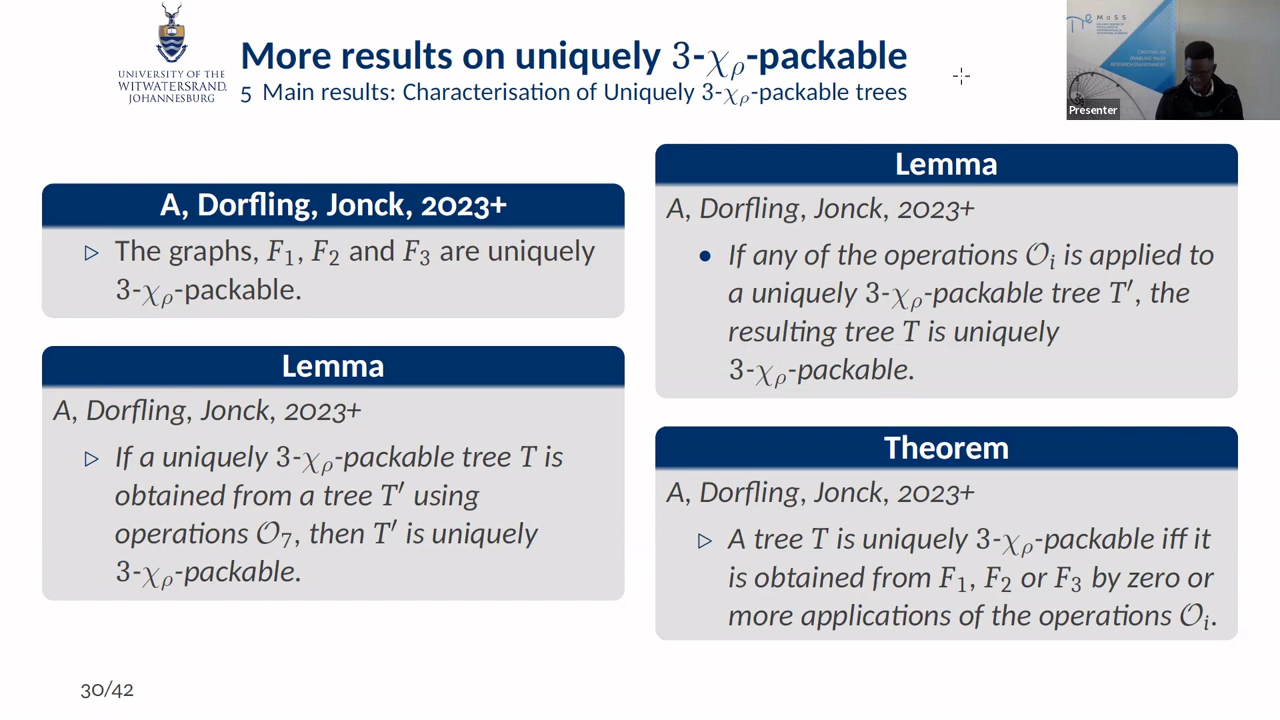 UNIVERSITY OF THE
WITWATERSRAND,
JOHANNESBURG
More results on uniquely 3-χρ-packable
5 Main results: Characterisation of Uniquely 3-χρ-packable trees
MaSS
Presenter
A, Dorfling, Jonck, 2023+
▷ The graphs, F₁, F₂ and F₃ are uniquely
3-χρ-packable.
Lemma
A, Dorfling, Jonck, 2023+
▷ If a uniquely 3-χρ-packable tree T is
obtained from a tree T′ using
operations 𝒪₇, then T′ is uniquely
3-χρ-packable.
Lemma
A, Dorfling, Jonck, 2023+
• If any of the operations 𝒪ᵢ is applied to
a uniquely 3-χρ-packable tree T′, the
resulting tree T is uniquely
3-χρ-packable.
Theorem
A, Dorfling, Jonck, 2023+
▷ A tree T is uniquely 3-χρ-packable iff it
is obtained from F₁, F₂ or F₃ by zero or
more applications of the operations 𝒪ᵢ.
30/42